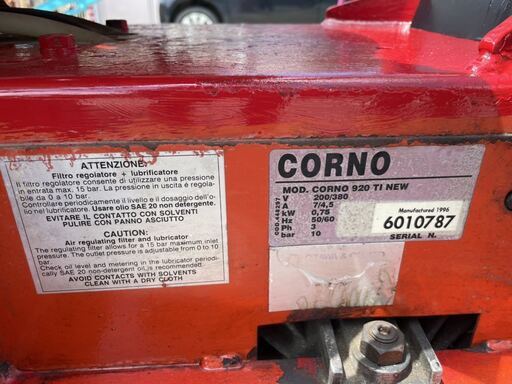 ATTENZIONE:
Filtro regolatore + lubrificatore
Il filtro regolatore consente di utilizzare una pressione
in entrata max. 15 bar. La pressione in uscita è regola-
bile da 0 a 10 bar.
Controllare periodicamente il livello e il dosaggio dell'o-
lio nel lubrificatore. Usare olio SAE 20 non detergente.
EVITARE IL CONTATTO CON SOLVENTI
PULIRE CON PANNO ASCIUTTO
CAUTION:
Air regulating filter and lubricator
The regulating filter allows for a 15 bar maximum inlet
pressure. The outlet pressure is adjustable from 0 to 10
bar.
Check oil level and metering in the lubricator periodi-
cally SAE 20 non-detergent oil is recommended.
AVOID CONTACTS WITH SOLVENTS
CLEAN WITH A DRY CLOTH
CORNO
MOD. CORNO 920 TI NEW
V 200/380
A 7/4,5
kW 0,75
Hz 50/60
Ph 3
bar 10
Manufactured 1996
6010787
SERIAL N.